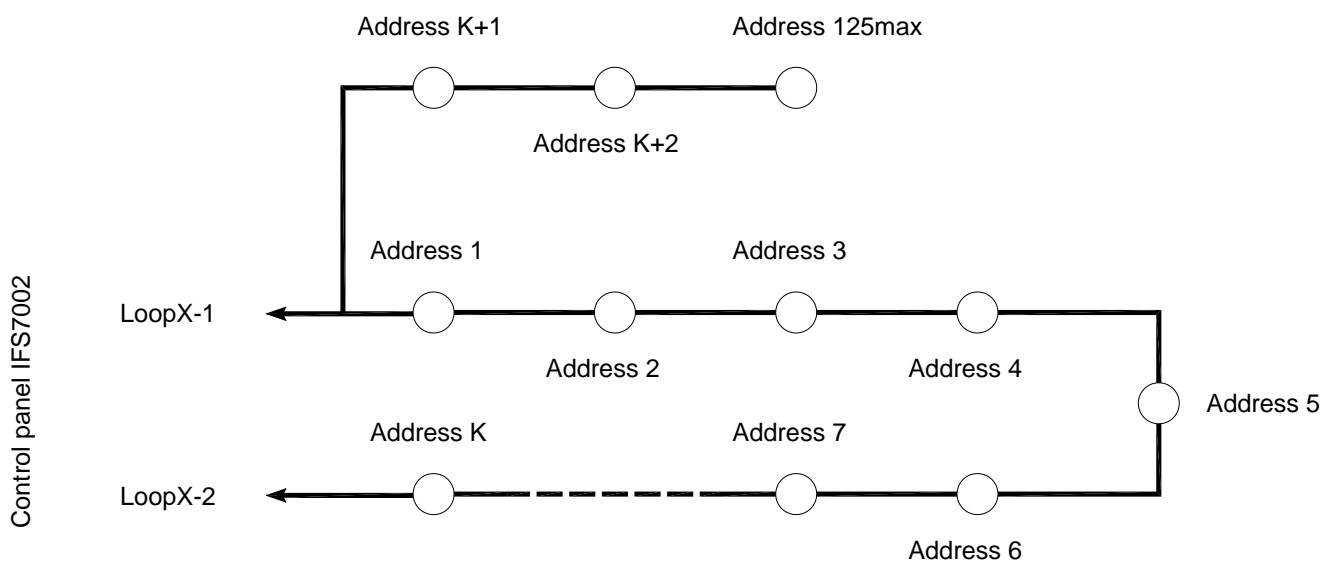 Address K+1
Address 125max
Address K+2
Address 1
Address 3
Control panel IFS7002
LoopX-1
Address 2
Address 4
Address 5
Address K
Address 7
LoopX-2
Address 6